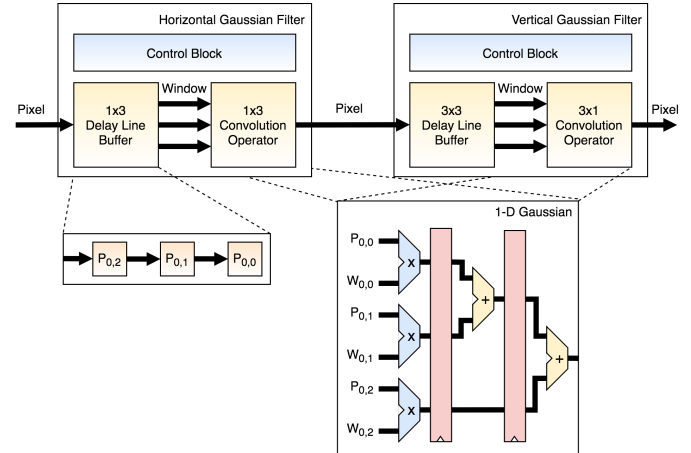 Horizontal Gaussian Filter
Vertical Gaussian Filter
Control Block
Control Block
Pixel
1x3
Delay Line
Buffer
Window
1x3
Convolution
Operator
Pixel
3x3
Delay Line
Buffer
Window
3x1
Convolution
Operator
Pixel
P0,2
P0,1
P0,0
1-D Gaussian
P0,0
x
W0,0
+
P0,1
x
W0,1
+
P0,2
x
W0,2